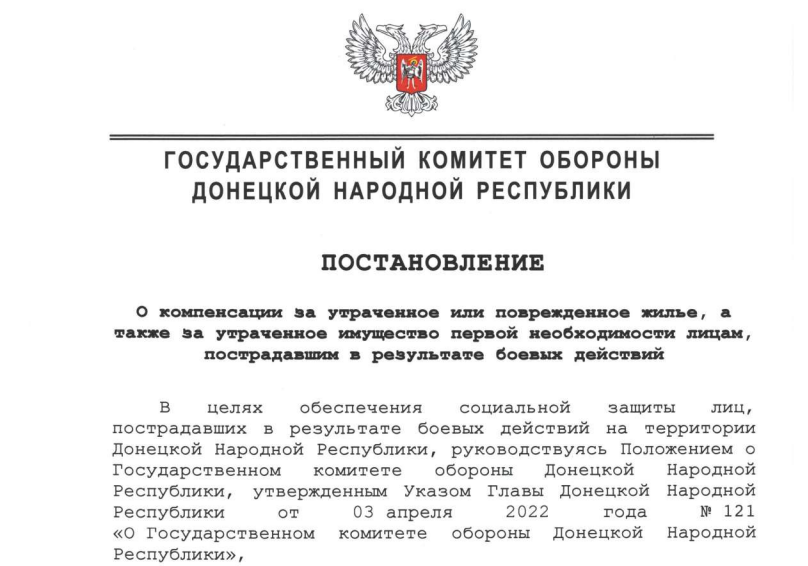 ГОСУДАРСТВЕННЫЙ КОМИТЕТ ОБОРОНЫ
ДОНЕЦКОЙ НАРОДНОЙ РЕСПУБЛИКИ
ПОСТАНОВЛЕНИЕ
О компенсации за утраченное или поврежденное жилье, а
также за утраченное имущество первой необходимости лицам,
пострадавшим в результате боевых действий
В целях обеспечения социальной защиты лиц,
пострадавших в результате боевых действий на территории
Донецкой Народной Республики, руководствуясь Положением о
Государственном комитете обороны Донецкой Народной
Республики, утвержденным Указом Главы Донецкой Народной
Республики от 03 апреля 2022 года № 121
«О Государственном комитете обороны Донецкой Народной
Республики»,